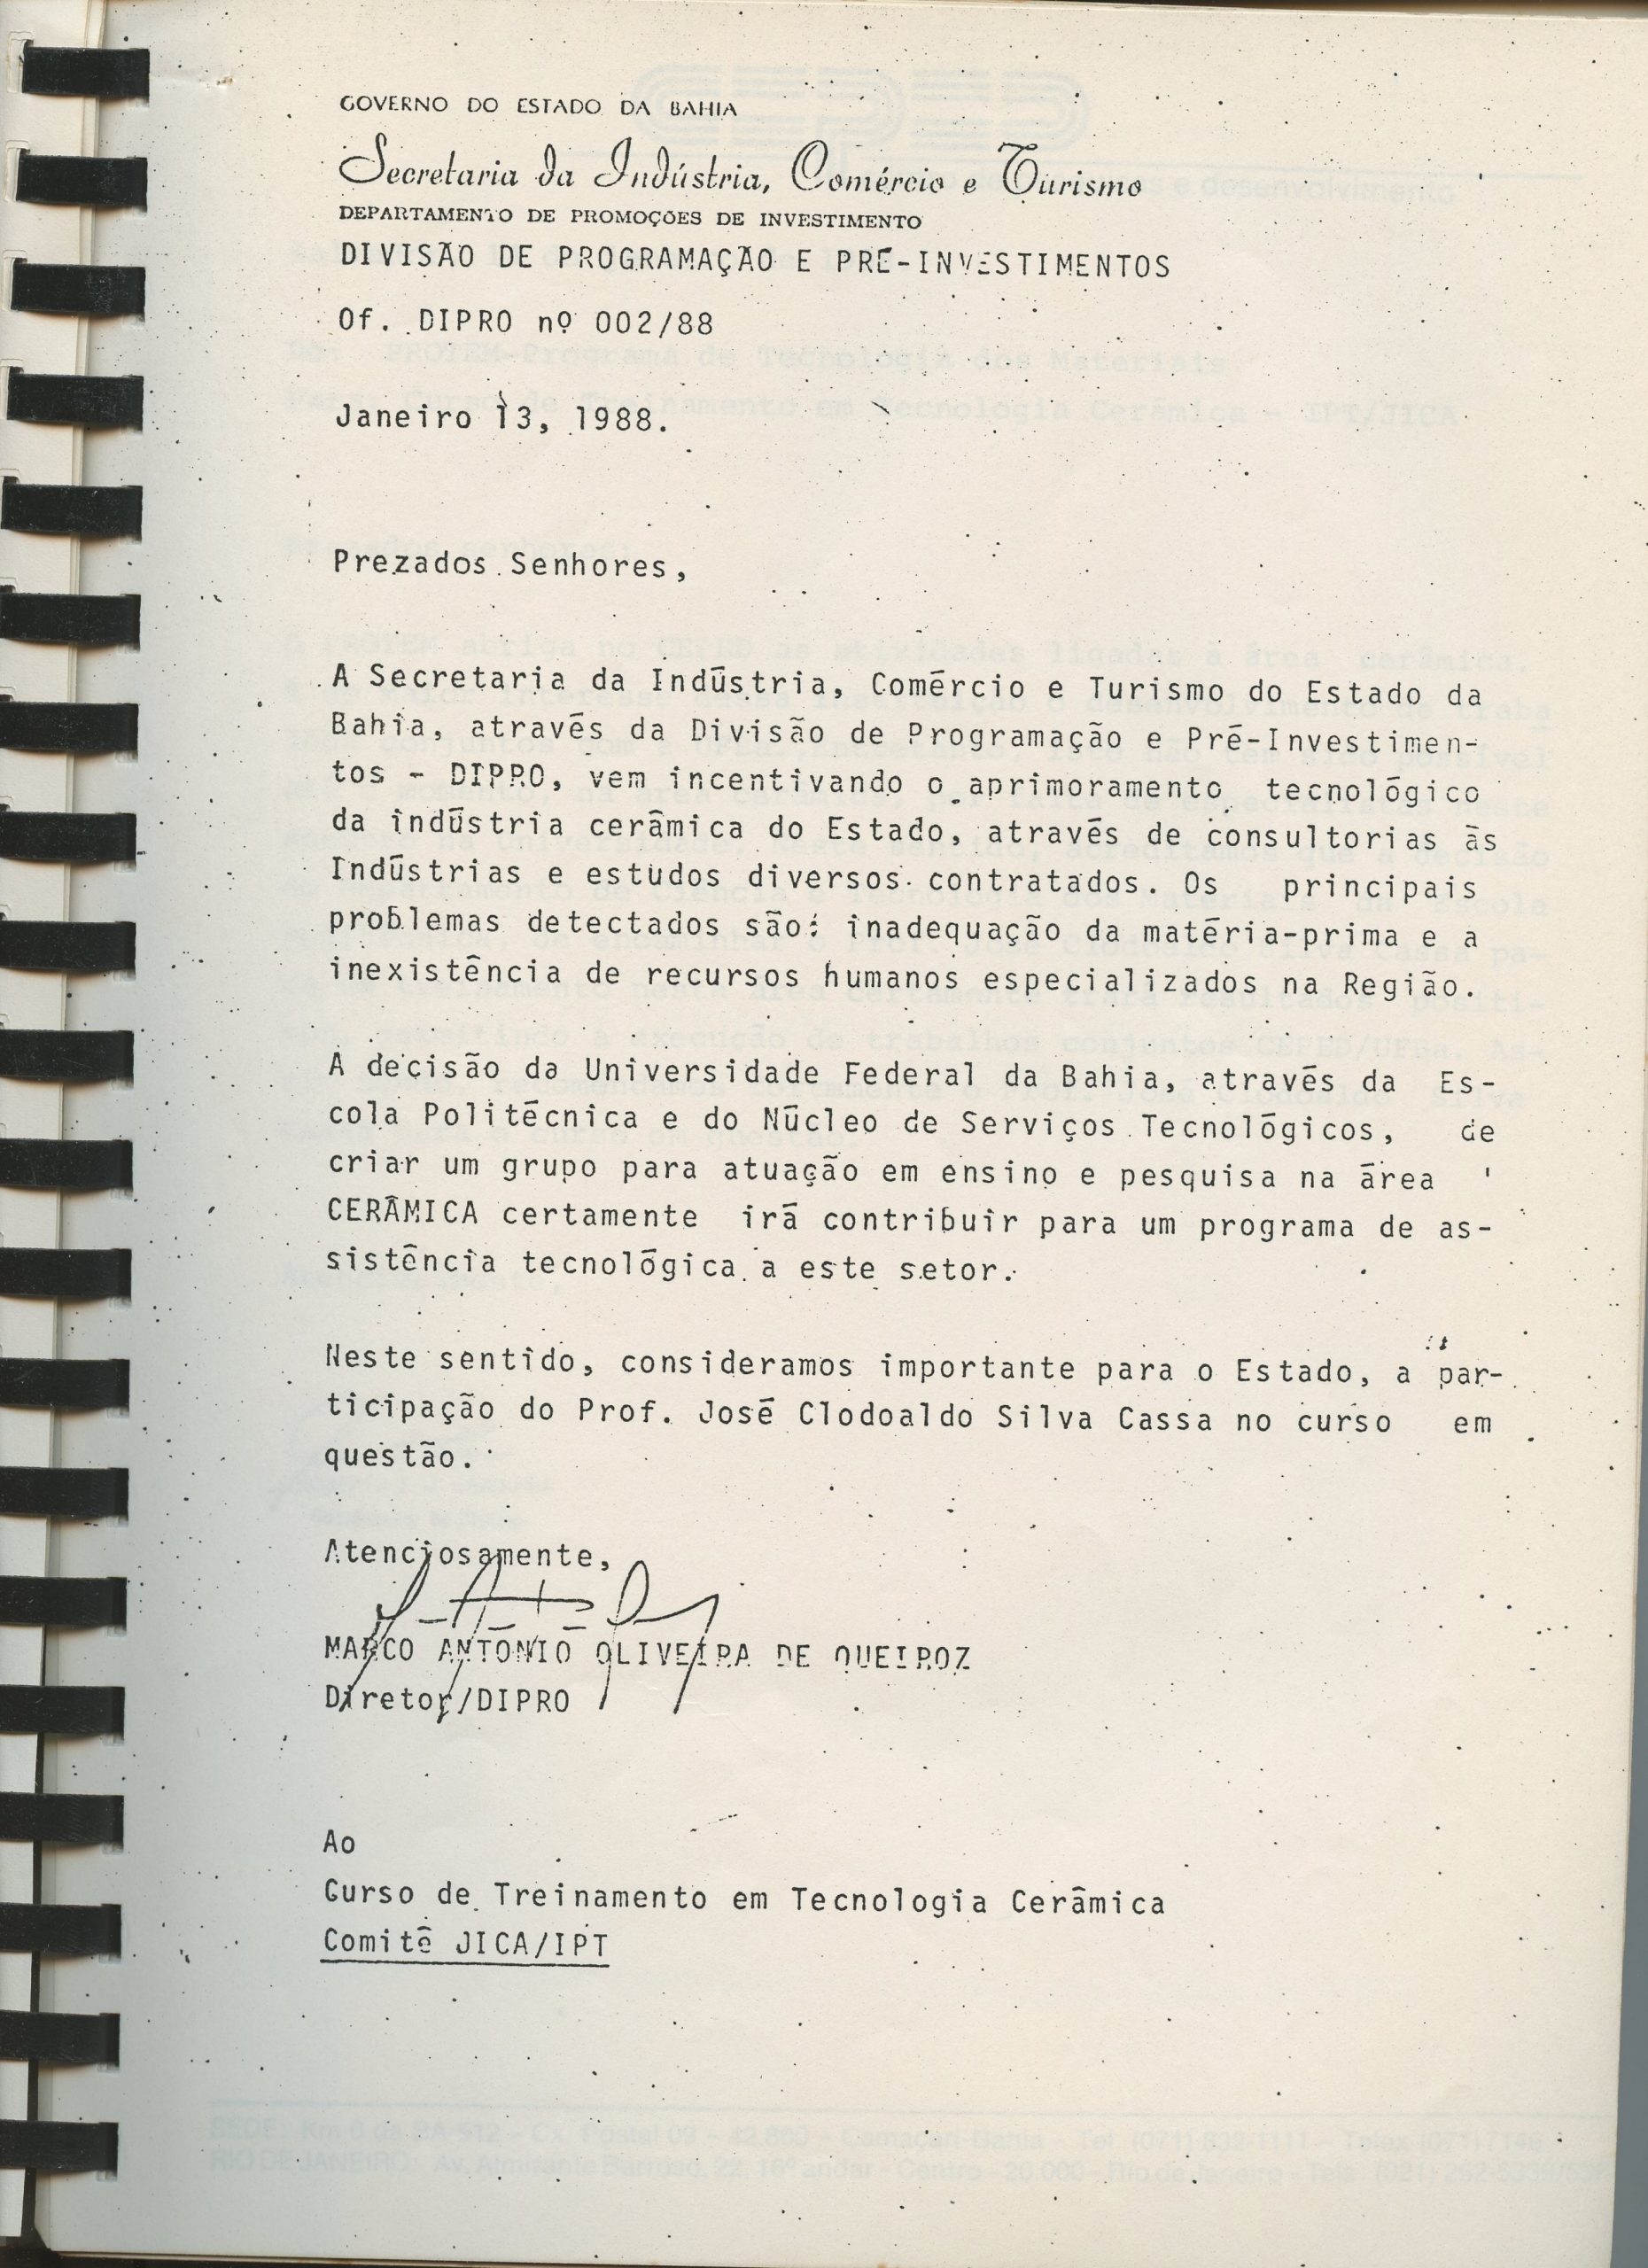 GOVERNO DO ESTADO DA BAHIA
Secretaria da Indústria, Comércio e Turismo
DEPARTAMENTO DE PROMOÇÕES DE INVESTIMENTO
DIVISÃO DE PROGRAMAÇÃO E PRÉ-INVESTIMENTOS
Of. DIPRO nº 002/88
Janeiro 13, 1988.
Prezados Senhores,
A Secretaria da Indústria, Comércio e Turismo do Estado da
Bahia, através da Divisão de Programação e Pré-Investimen-
tos - DIPRO, vem incentivando o aprimoramento tecnológico
da indústria cerâmica do Estado, através de consultorias às
Indústrias e estudos diversos contratados. Os principais
problemas detectados são: inadequação da matéria-prima e a
inexistência de recursos humanos especializados na Região.
A decisão da Universidade Federal da Bahia, através da Es-
cola Politécnica e do Núcleo de Serviços Tecnológicos, de
criar um grupo para atuação em ensino e pesquisa na área '
CERÂMICA certamente irá contribuir para um programa de as-
sistência tecnológica a este setor.
Neste sentido, consideramos importante para o Estado, a par-
ticipação do Prof. José Clodoaldo Silva Cassa no curso em
questão.
Atenciosamente,
MARCO ANTÔNIO OLIVEIRA DE QUEIROZ
Diretor/DIPRO
Ao
Curso de Treinamento em Tecnologia Cerâmica
Comitê JICA/IPT